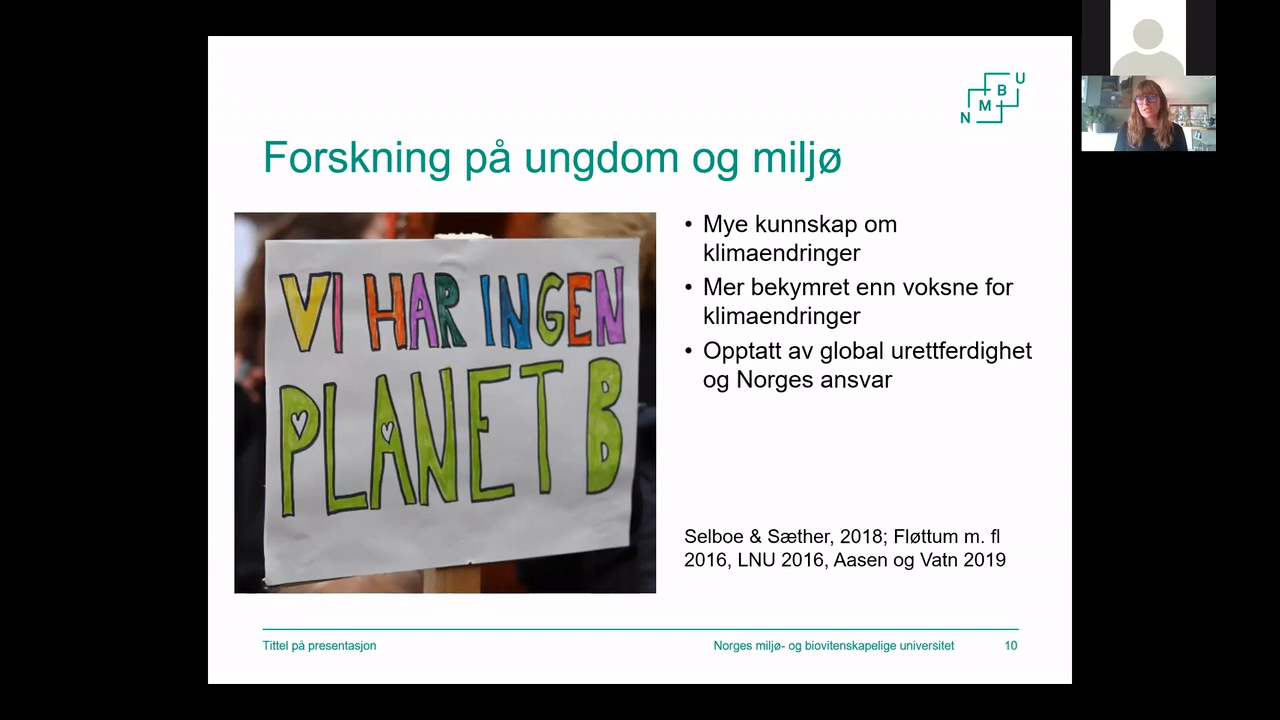 N M B U
Forskning på ungdom og miljø
VI HAR INGEN
PLANET B
• Mye kunnskap om
klimaendringer
• Mer bekymret enn voksne for
klimaendringer
• Opptatt av global urettferdighet
og Norges ansvar
Selboe & Sæther, 2018; Fløttum m. fl
2016, LNU 2016, Aasen og Vatn 2019
Tittel på presentasjon
Norges miljø- og biovitenskapelige universitet
10